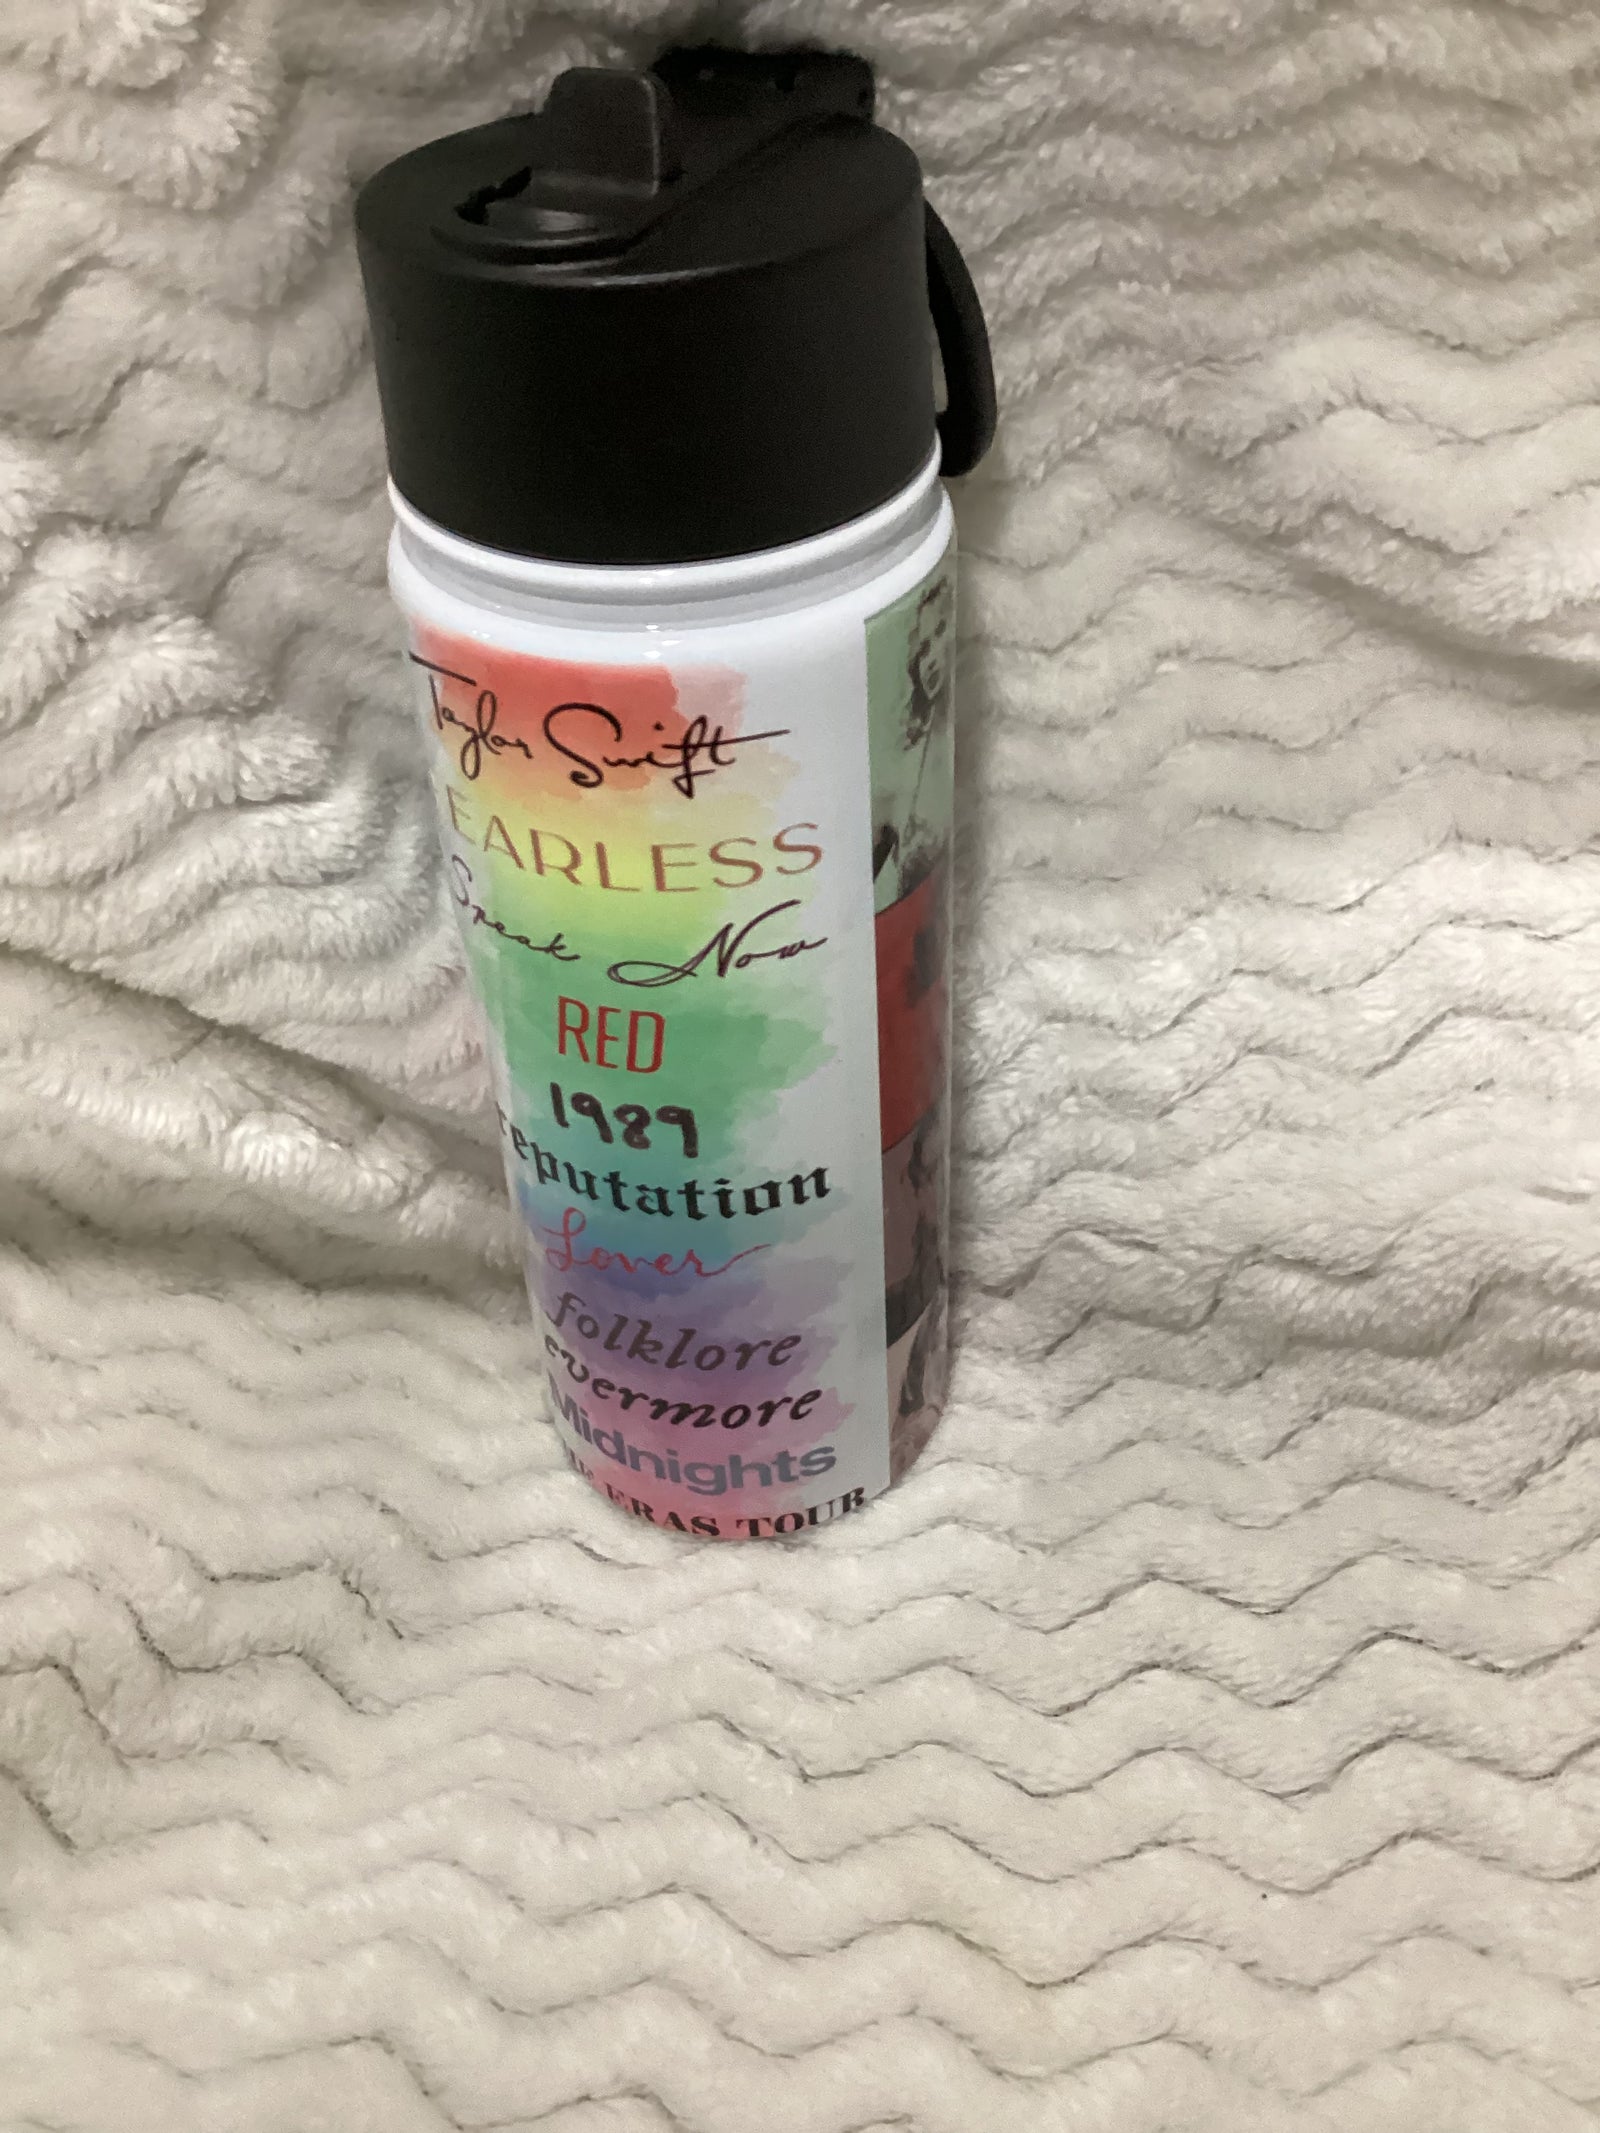 Taylor Swift
EARLESS
Speak Now
RED
1989
reputation
Lover
folklore
evermore
Midnights
ERAS TOUR